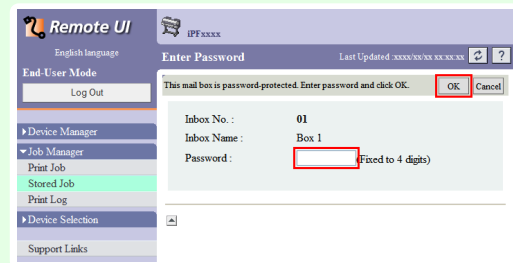 Remote UI
English language
End-User Mode
Log Out
Device Manager
Job Manager
Print Job
Stored Job
Print Log
Device Selection
Support Links
iPFxxxx
Enter Password
Last Updated :xxxx/xx/xx xx:xx:xx
?
This mail box is password-protected. Enter password and click OK.
OK
Cancel
Inbox No. : 01
Inbox Name : Box 1
Password : (Fixed to 4 digits)